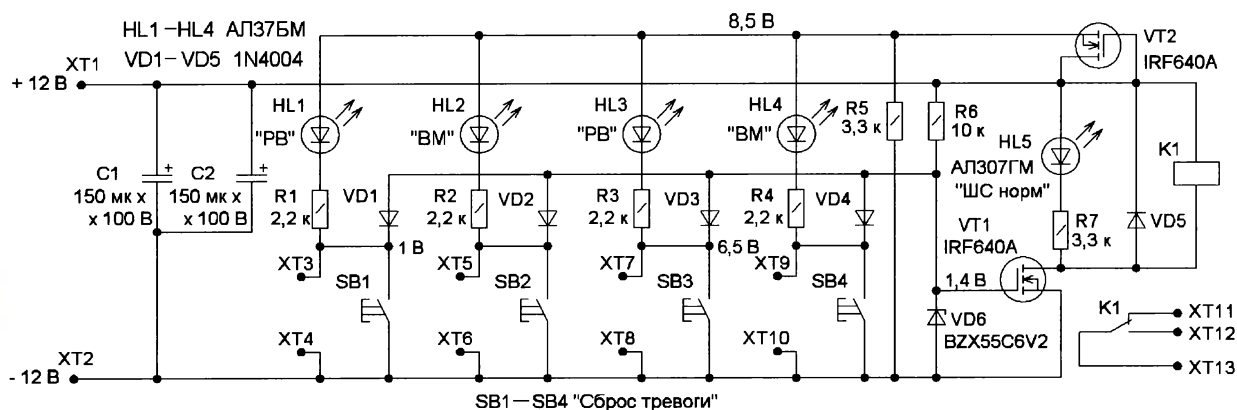 HL1–HL4 АЛ37БМ
VD1–VD5 1N4004
8,5 В
VT2
IRF640A
+ 12 В
XT1
HL1
"РВ"
HL2
"ВМ"
HL3
"РВ"
HL4
"ВМ"
R5
3,3 к
R6
10 к
HL5
АЛ307ГМ
"ШС норм"
K1
C1
150 мк х
х 100 В
C2
150 мк х
х 100 В
R1
2,2 к
VD1
R2
2,2 к
VD2
R3
2,2 к
VD3
R4
2,2 к
VD4
VT1
IRF640A
R7
3,3 к
VD5
1 В
6,5 В
XT3
SB1
XT5
SB2
XT7
SB3
XT9
SB4
1,4 В
XT4
XT6
XT8
XT10
VD6
BZX55C6V2
K1
XT11
XT12
XT13
XT2
- 12 В
SB1–SB4 "Сброс тревоги"